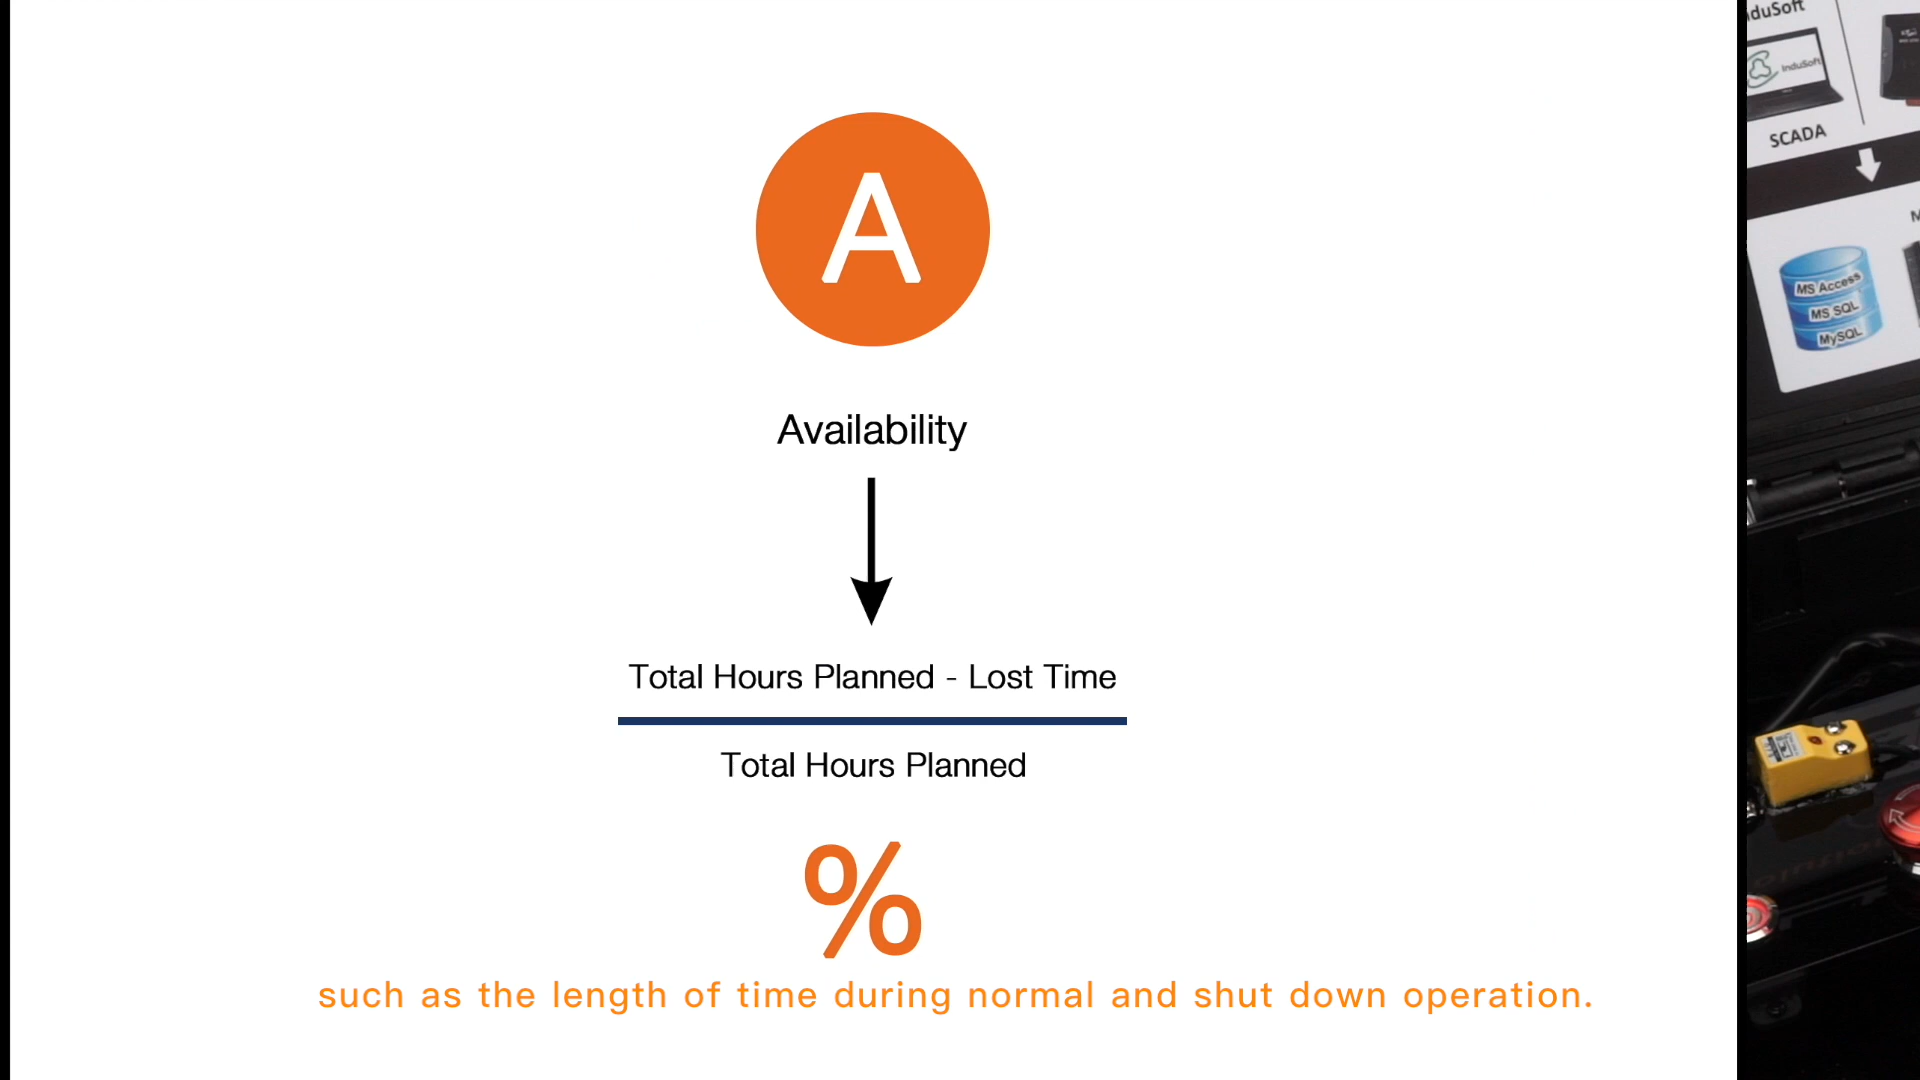 A
Availability
Total Hours Planned - Lost Time
Total Hours Planned
%
such as the length of time during normal and shut down operation.
InduSoft
SCADA
MS Access
MS SQL
MySQL